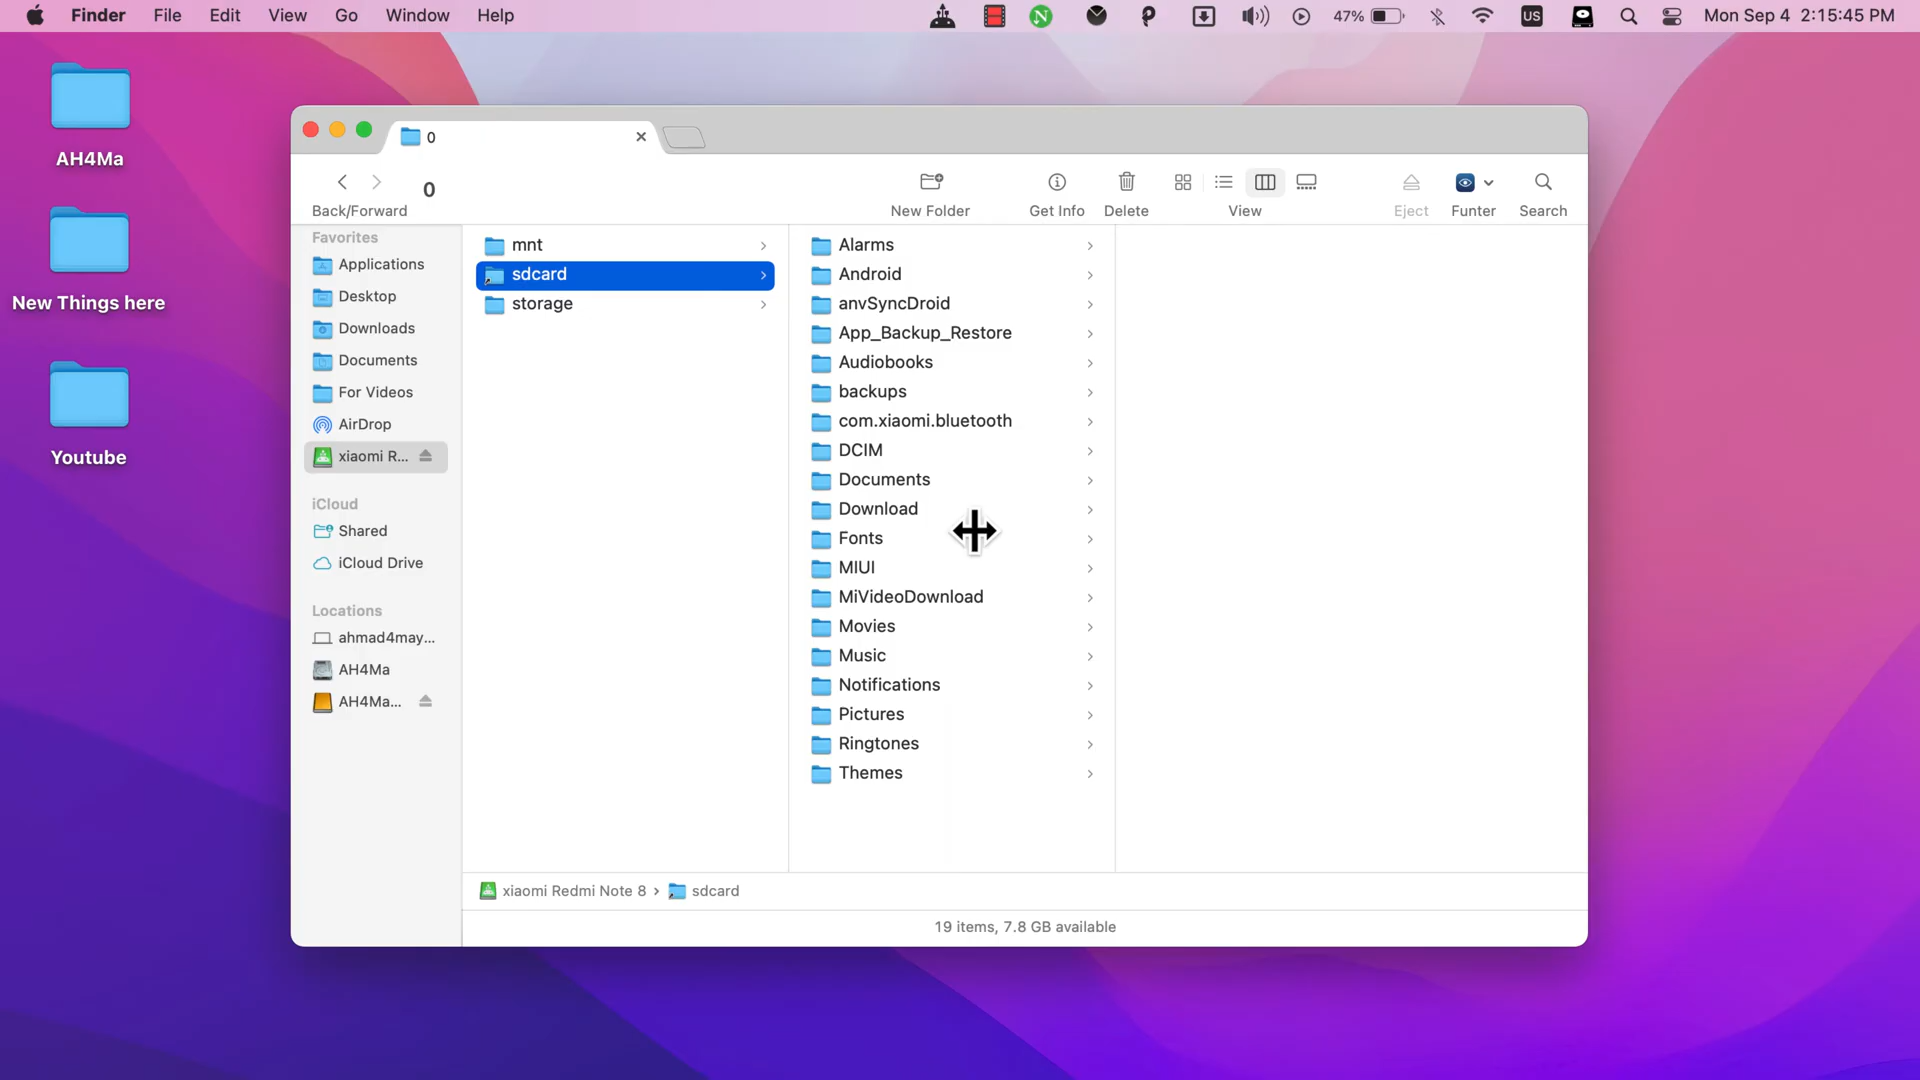 Finder File Edit View Go Window Help
N 47% US Mon Sep 4 2:15:45 PM
AH4Ma
New Things here
Youtube
0
0
Back/Forward
New Folder
Get Info
Delete
View
Eject
Funter
Search
Favorites
Applications
Desktop
Downloads
Documents
For Videos
AirDrop
xiaomi R...
iCloud
Shared
iCloud Drive
Locations
ahmad4may...
AH4Ma
AH4Ma...
mnt
sdcard
storage
Alarms
Android
anvSyncDroid
App_Backup_Restore
Audiobooks
backups
com.xiaomi.bluetooth
DCIM
Documents
Download
Fonts
MIUI
MiVideoDownload
Movies
Music
Notifications
Pictures
Ringtones
Themes
xiaomi Redmi Note 8 › sdcard
19 items, 7.8 GB available